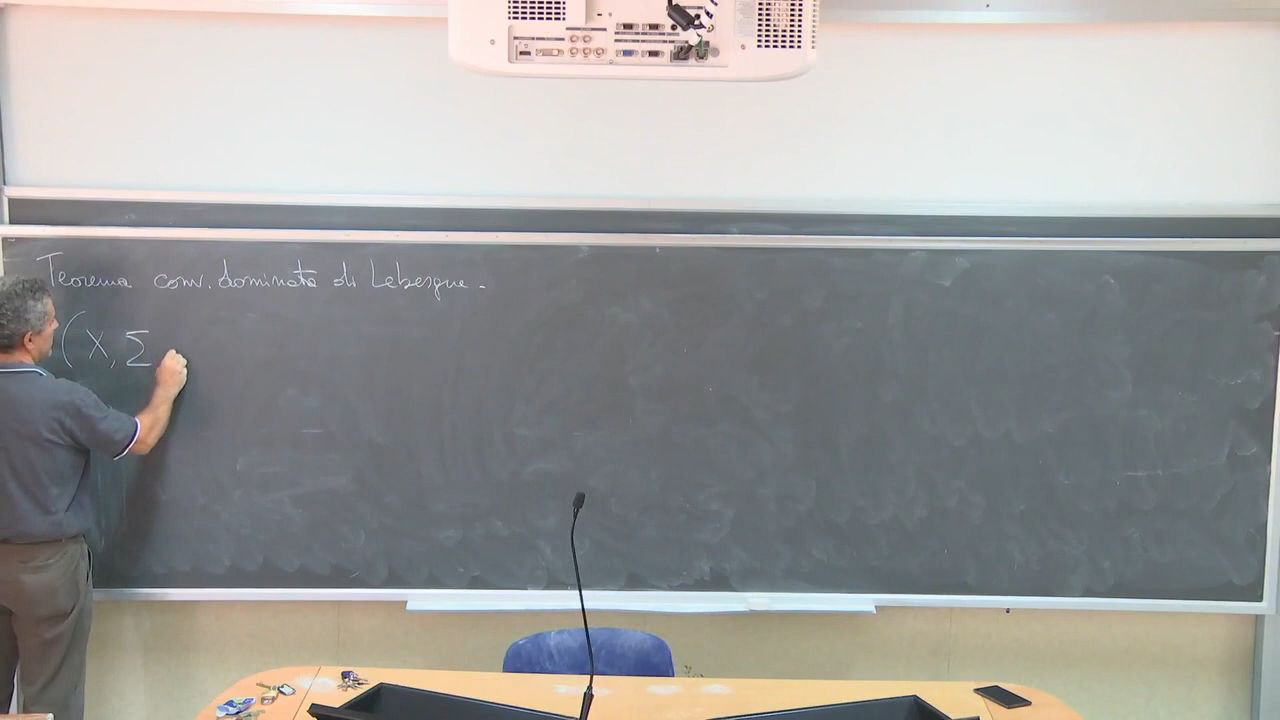 Teorema conv. dominata di Lebesgue.
(X, Σ